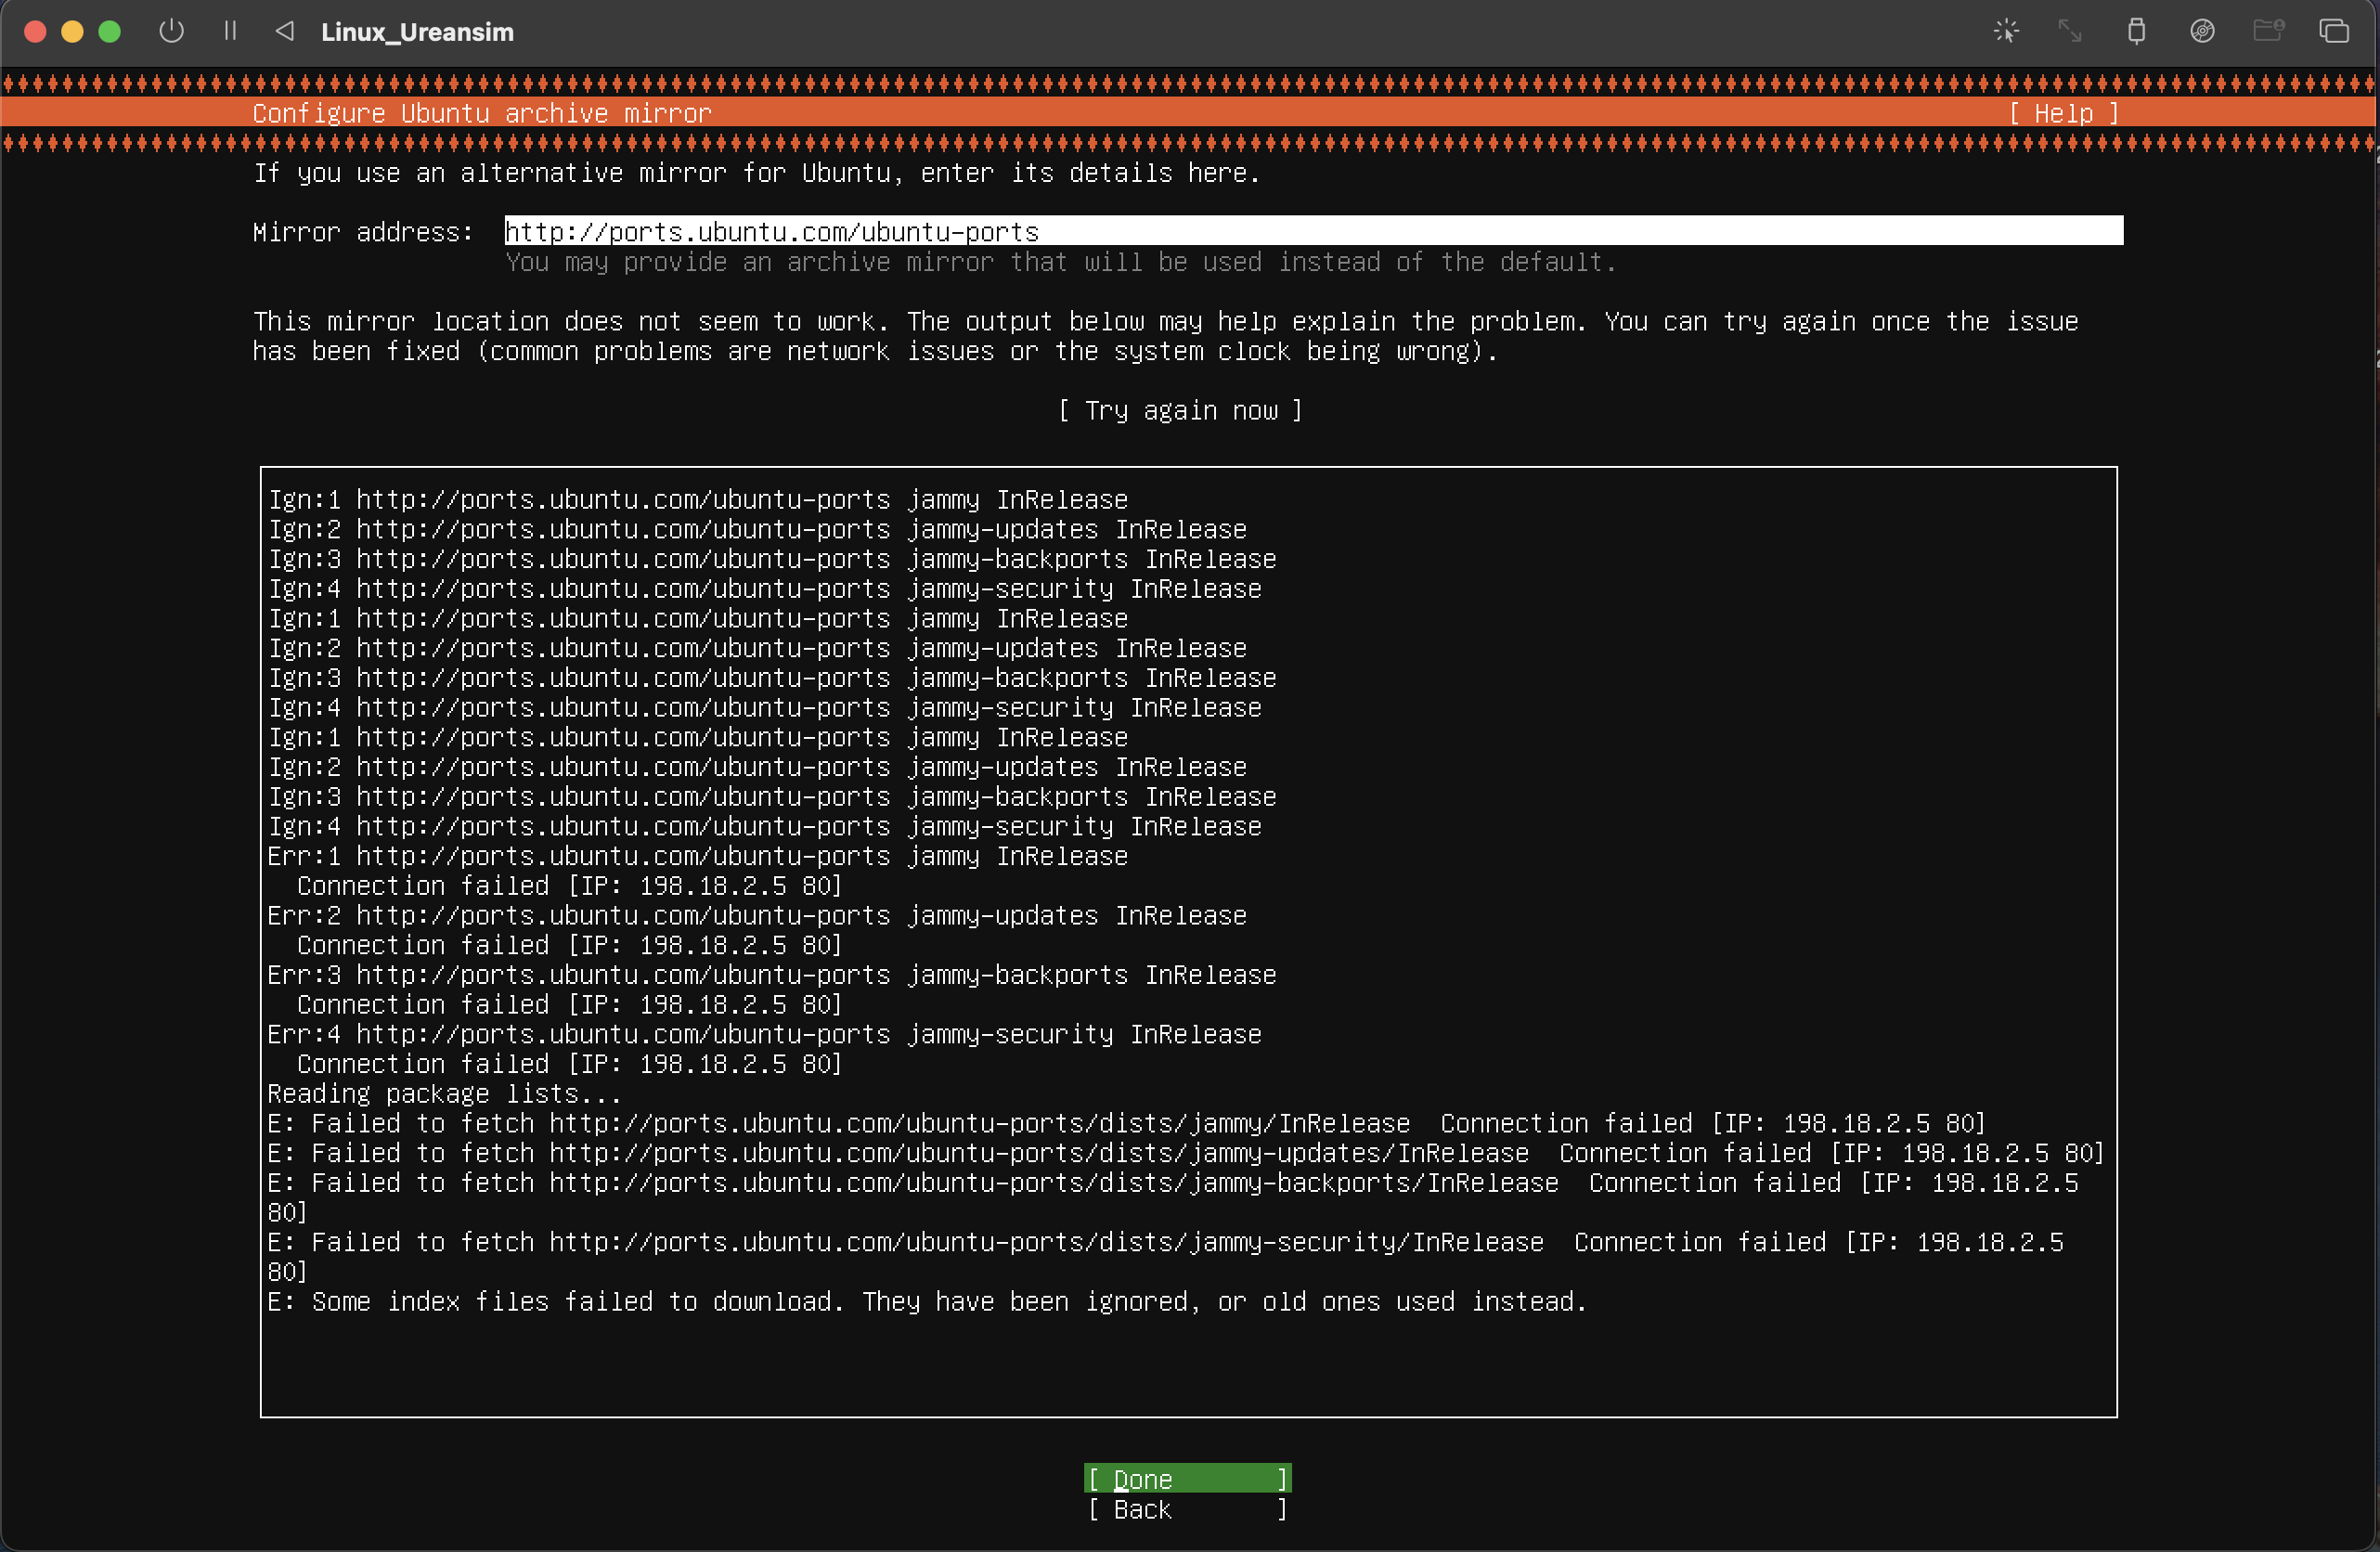 Linux_Ureansim
Configure Ubuntu archive mirror [ Help ]
If you use an alternative mirror for Ubuntu, enter its details here.
Mirror address: http://ports.ubuntu.com/ubuntu-ports
You may provide an archive mirror that will be used instead of the default.
This mirror location does not seem to work. The output below may help explain the problem. You can try again once the issue
has been fixed (common problems are network issues or the system clock being wrong).
[ Try again now ]
Ign:1 http://ports.ubuntu.com/ubuntu-ports jammy InRelease
Ign:2 http://ports.ubuntu.com/ubuntu-ports jammy-updates InRelease
Ign:3 http://ports.ubuntu.com/ubuntu-ports jammy-backports InRelease
Ign:4 http://ports.ubuntu.com/ubuntu-ports jammy-security InRelease
Ign:1 http://ports.ubuntu.com/ubuntu-ports jammy InRelease
Ign:2 http://ports.ubuntu.com/ubuntu-ports jammy-updates InRelease
Ign:3 http://ports.ubuntu.com/ubuntu-ports jammy-backports InRelease
Ign:4 http://ports.ubuntu.com/ubuntu-ports jammy-security InRelease
Ign:1 http://ports.ubuntu.com/ubuntu-ports jammy InRelease
Ign:2 http://ports.ubuntu.com/ubuntu-ports jammy-updates InRelease
Ign:3 http://ports.ubuntu.com/ubuntu-ports jammy-backports InRelease
Ign:4 http://ports.ubuntu.com/ubuntu-ports jammy-security InRelease
Err:1 http://ports.ubuntu.com/ubuntu-ports jammy InRelease
Connection failed [IP: 198.18.2.5 80]
Err:2 http://ports.ubuntu.com/ubuntu-ports jammy-updates InRelease
Connection failed [IP: 198.18.2.5 80]
Err:3 http://ports.ubuntu.com/ubuntu-ports jammy-backports InRelease
Connection failed [IP: 198.18.2.5 80]
Err:4 http://ports.ubuntu.com/ubuntu-ports jammy-security InRelease
Connection failed [IP: 198.18.2.5 80]
Reading package lists...
E: Failed to fetch http://ports.ubuntu.com/ubuntu-ports/dists/jammy/InRelease Connection failed [IP: 198.18.2.5 80]
E: Failed to fetch http://ports.ubuntu.com/ubuntu-ports/dists/jammy-updates/InRelease Connection failed [IP: 198.18.2.5 80]
E: Failed to fetch http://ports.ubuntu.com/ubuntu-ports/dists/jammy-backports/InRelease Connection failed [IP: 198.18.2.5
80]
E: Failed to fetch http://ports.ubuntu.com/ubuntu-ports/dists/jammy-security/InRelease Connection failed [IP: 198.18.2.5
80]
E: Some index files failed to download. They have been ignored, or old ones used instead.
[ Done ]
[ Back ]